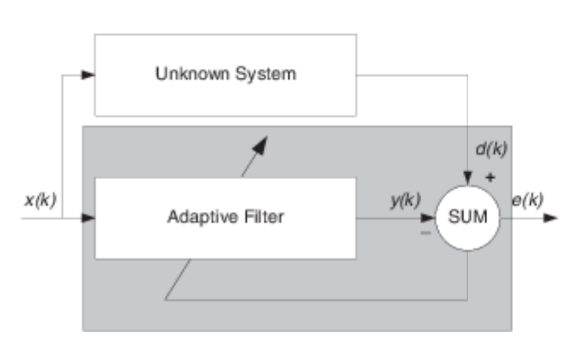 Unknown System
d(k)
+
x(k)
Adaptive Filter
y(k)
–
SUM
e(k)